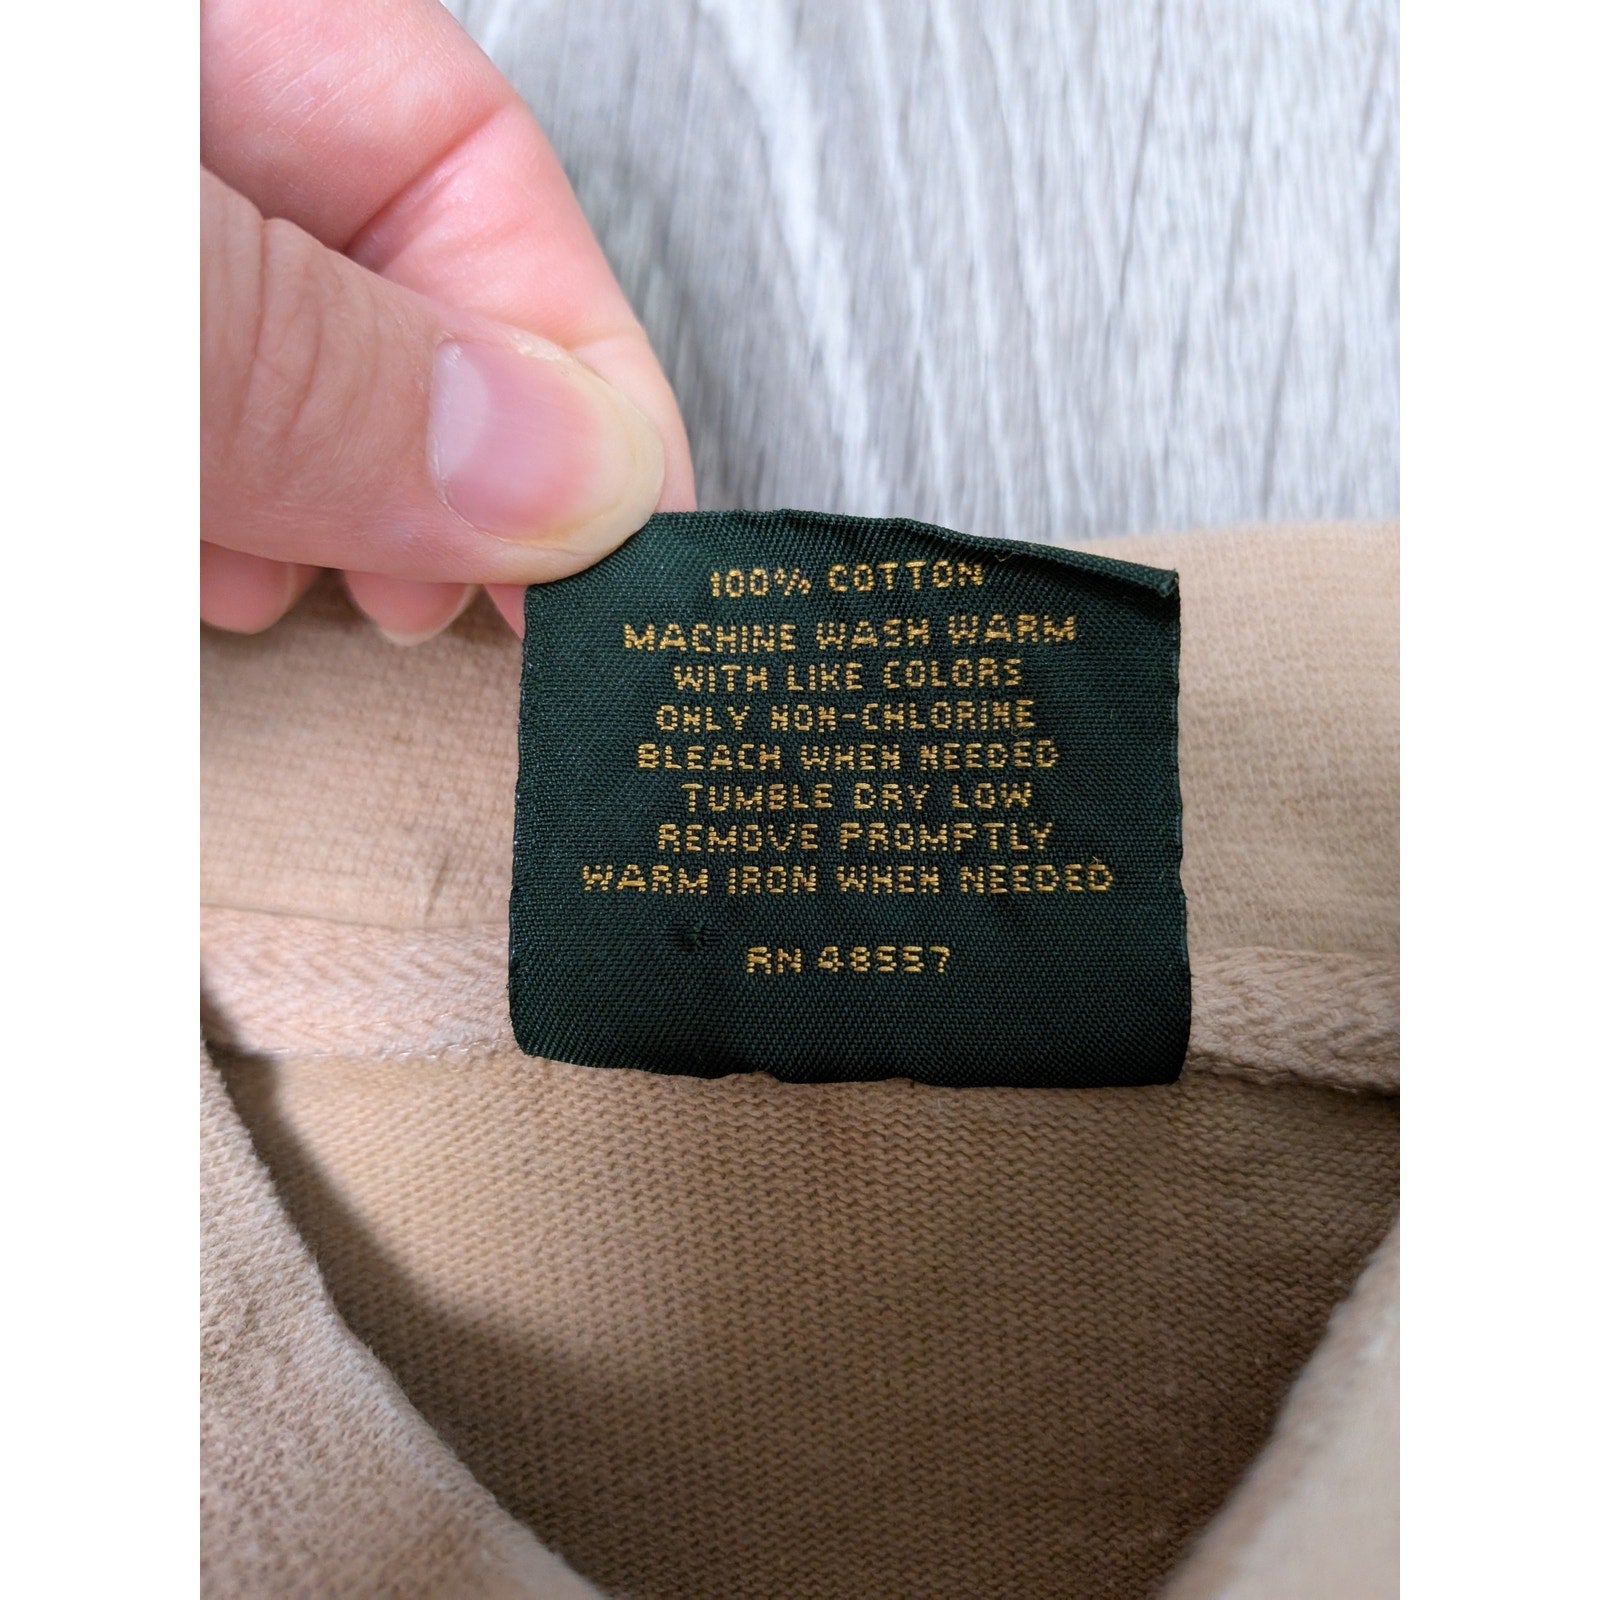 100% COTTON
MACHINE WASH WARM
WITH LIKE COLORS
ONLY NON-CHLORINE
BLEACH WHEN NEEDED
TUMBLE DRY LOW
REMOVE PROMPTLY
WARM IRON WHEN NEEDED
RN 48557